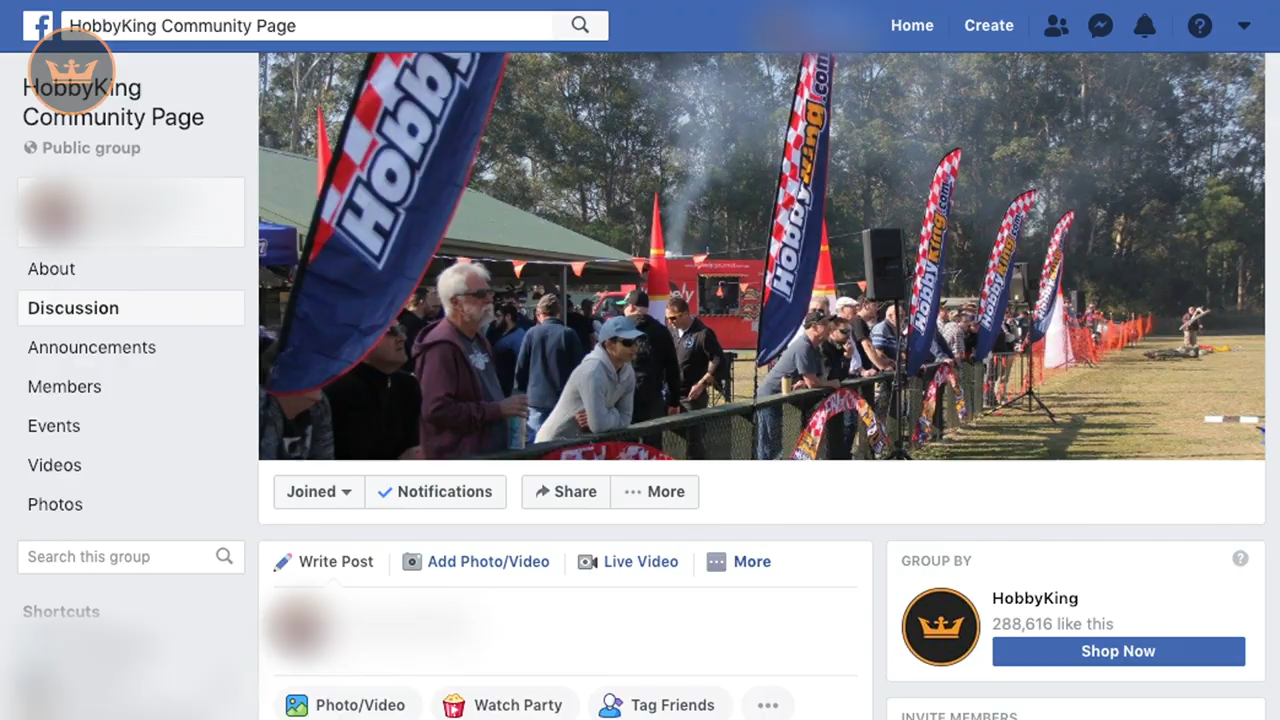 HobbyKing Community Page
Home
Create
HobbyKing
Community Page
Public group
About
Discussion
Announcements
Members
Events
Videos
Photos
Search this group
Shortcuts
Hobby
HobbyKing.com
HobbyKing.com
HobbyKing.com
HobbyKing.com
Joined
Notifications
Share
More
Write Post
Add Photo/Video
Live Video
More
Photo/Video
Watch Party
Tag Friends
GROUP BY
HobbyKing
288,616 like this
Shop Now
INVITE MEMBERS